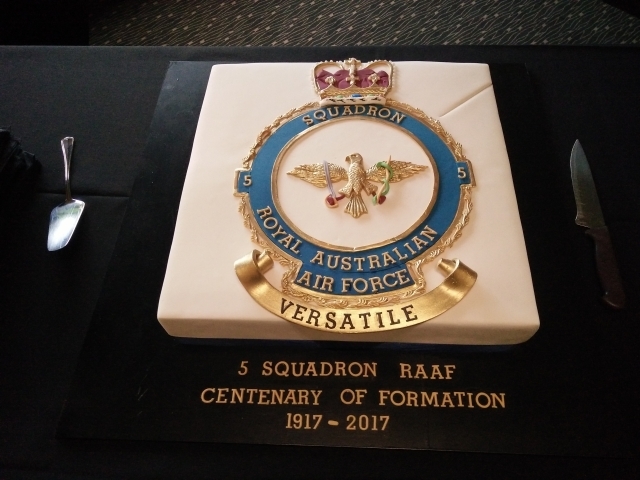 SQUADRON
5 5
ROYAL AUSTRALIAN
AIR FORCE
VERSATILE
5 SQUADRON RAAF
CENTENARY OF FORMATION
1917 - 2017